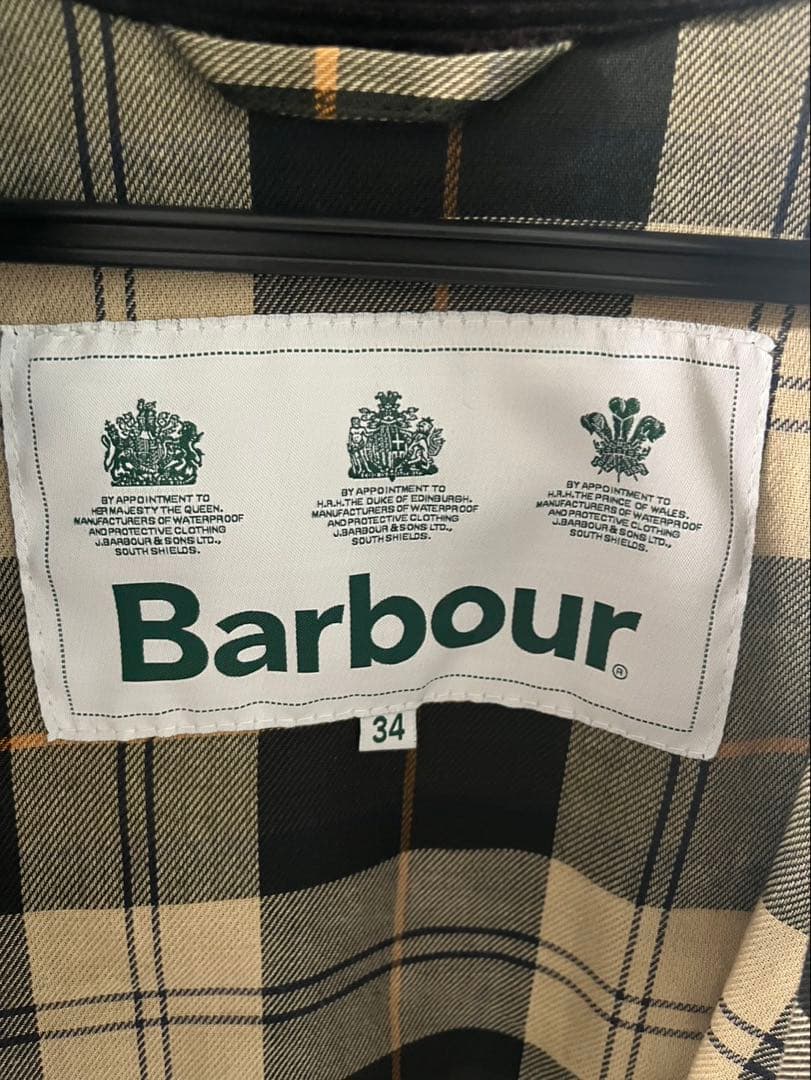 BY APPOINTMENT TO
HER MAJESTY THE QUEEN.
MANUFACTURERS OF WATERPROOF
AND PROTECTIVE CLOTHING
J.BARBOUR & SONS LTD.,
SOUTH SHIELDS.
BY APPOINTMENT TO
H.R.H. THE DUKE OF EDINBURGH.
MANUFACTURERS OF WATERPROOF
AND PROTECTIVE CLOTHING
J.BARBOUR & SONS LTD.,
SOUTH SHIELDS.
BY APPOINTMENT TO
H.R.H. THE PRINCE OF WALES.
MANUFACTURERS OF WATERPROOF
AND PROTECTIVE CLOTHING
J.BARBOUR & SONS LTD.,
SOUTH SHIELDS.
Barbour®
34